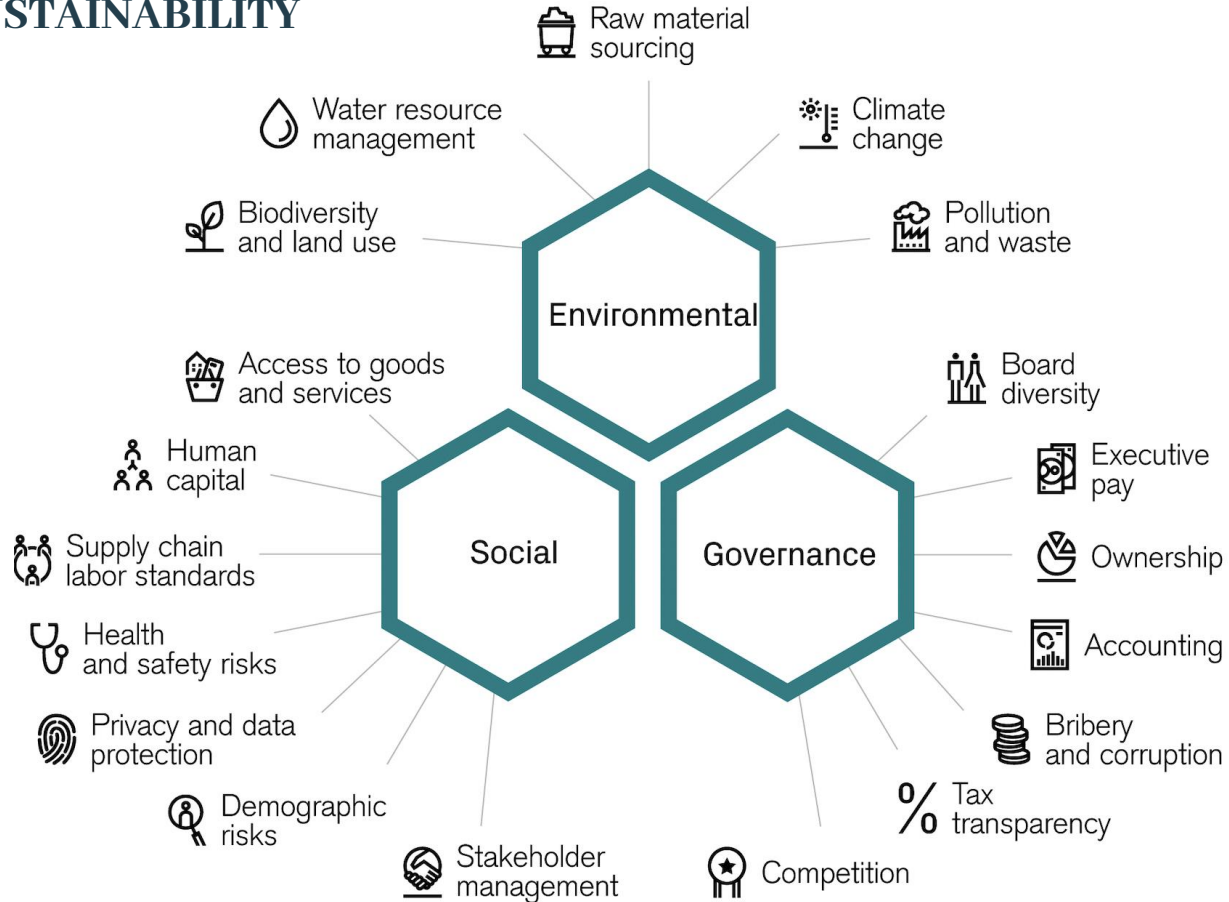 STAINABILITY
Raw material
sourcing
Water resource
management
Climate
change
Biodiversity
and land use
Pollution
and waste
Environmental
Access to goods
and services
Board
diversity
Human
capital
Executive
pay
Supply chain
labor standards
Social
Governance
Ownership
Health
and safety risks
Accounting
Privacy and data
protection
Bribery
and corruption
Demographic
risks
%
Tax
transparency
Stakeholder
management
Competition